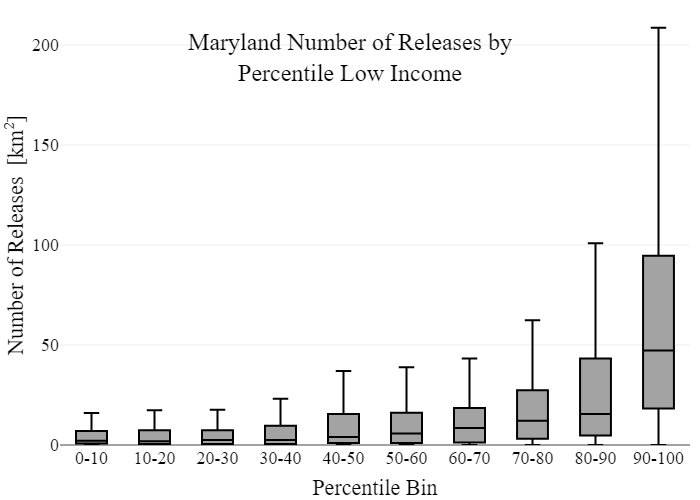 Maryland Number of Releases by
Percentile Low Income
Number of Releases [km²]
200
150
100
50
0
0-10 10-20 20-30 30-40 40-50 50-60 60-70 70-80 80-90 90-100
Percentile Bin